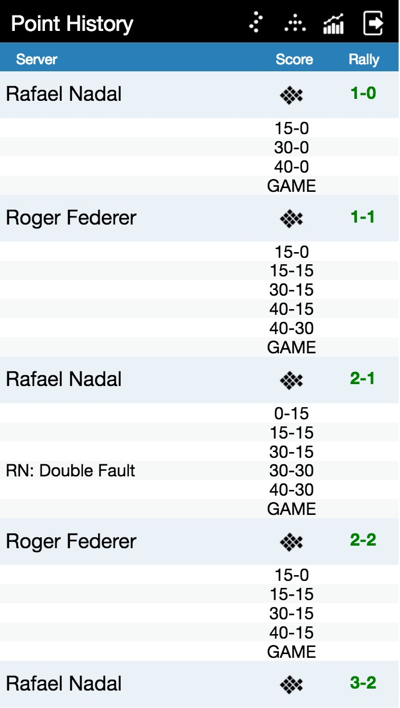 Point History
Server Score Rally
Rafael Nadal 1-0
15-0
30-0
40-0
GAME
Roger Federer 1-1
15-0
15-15
30-15
40-15
40-30
GAME
Rafael Nadal 2-1
0-15
15-15
30-15
RN: Double Fault 30-30
40-30
GAME
Roger Federer 2-2
15-0
15-15
30-15
40-15
GAME
Rafael Nadal 3-2